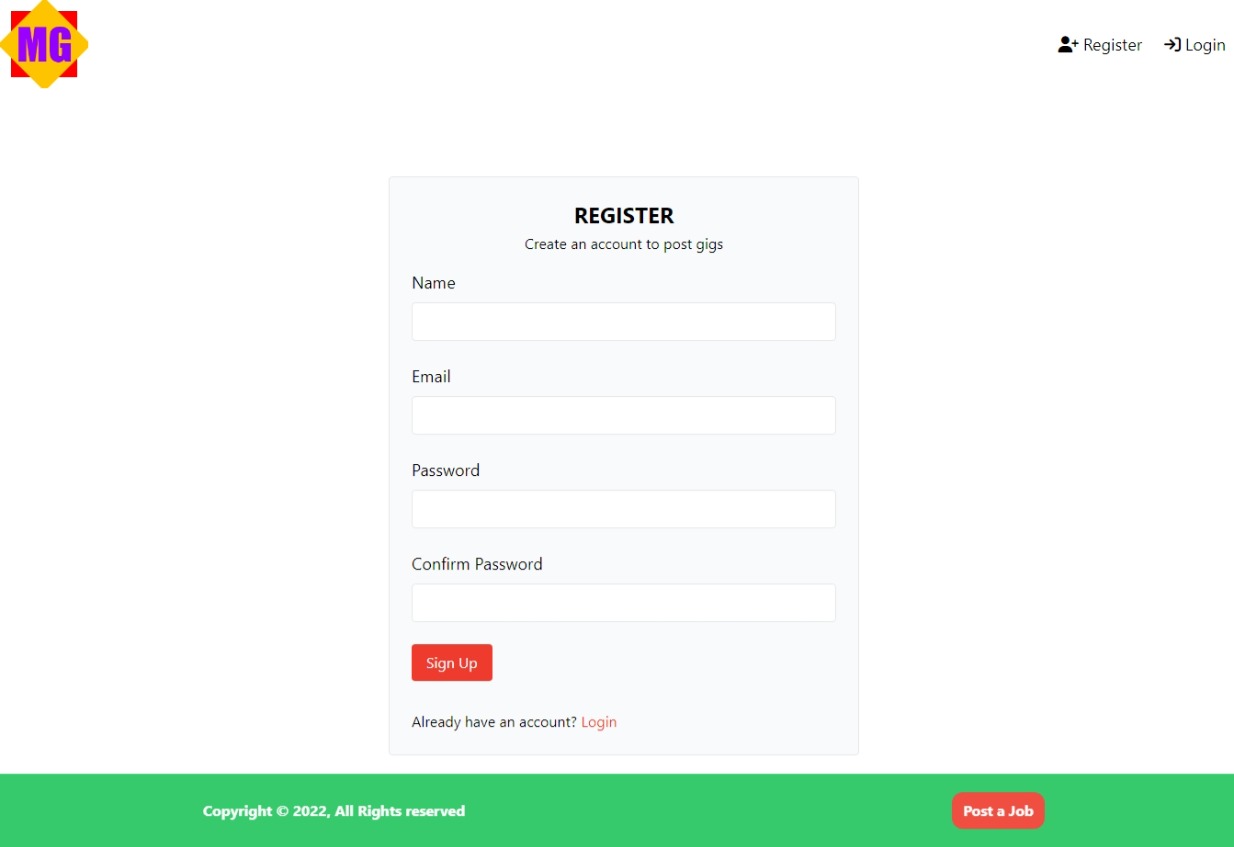 MG
Register
Login
REGISTER
Create an account to post gigs
Name
Email
Password
Confirm Password
Sign Up
Already have an account? Login
Copyright © 2022, All Rights reserved
Post a Job